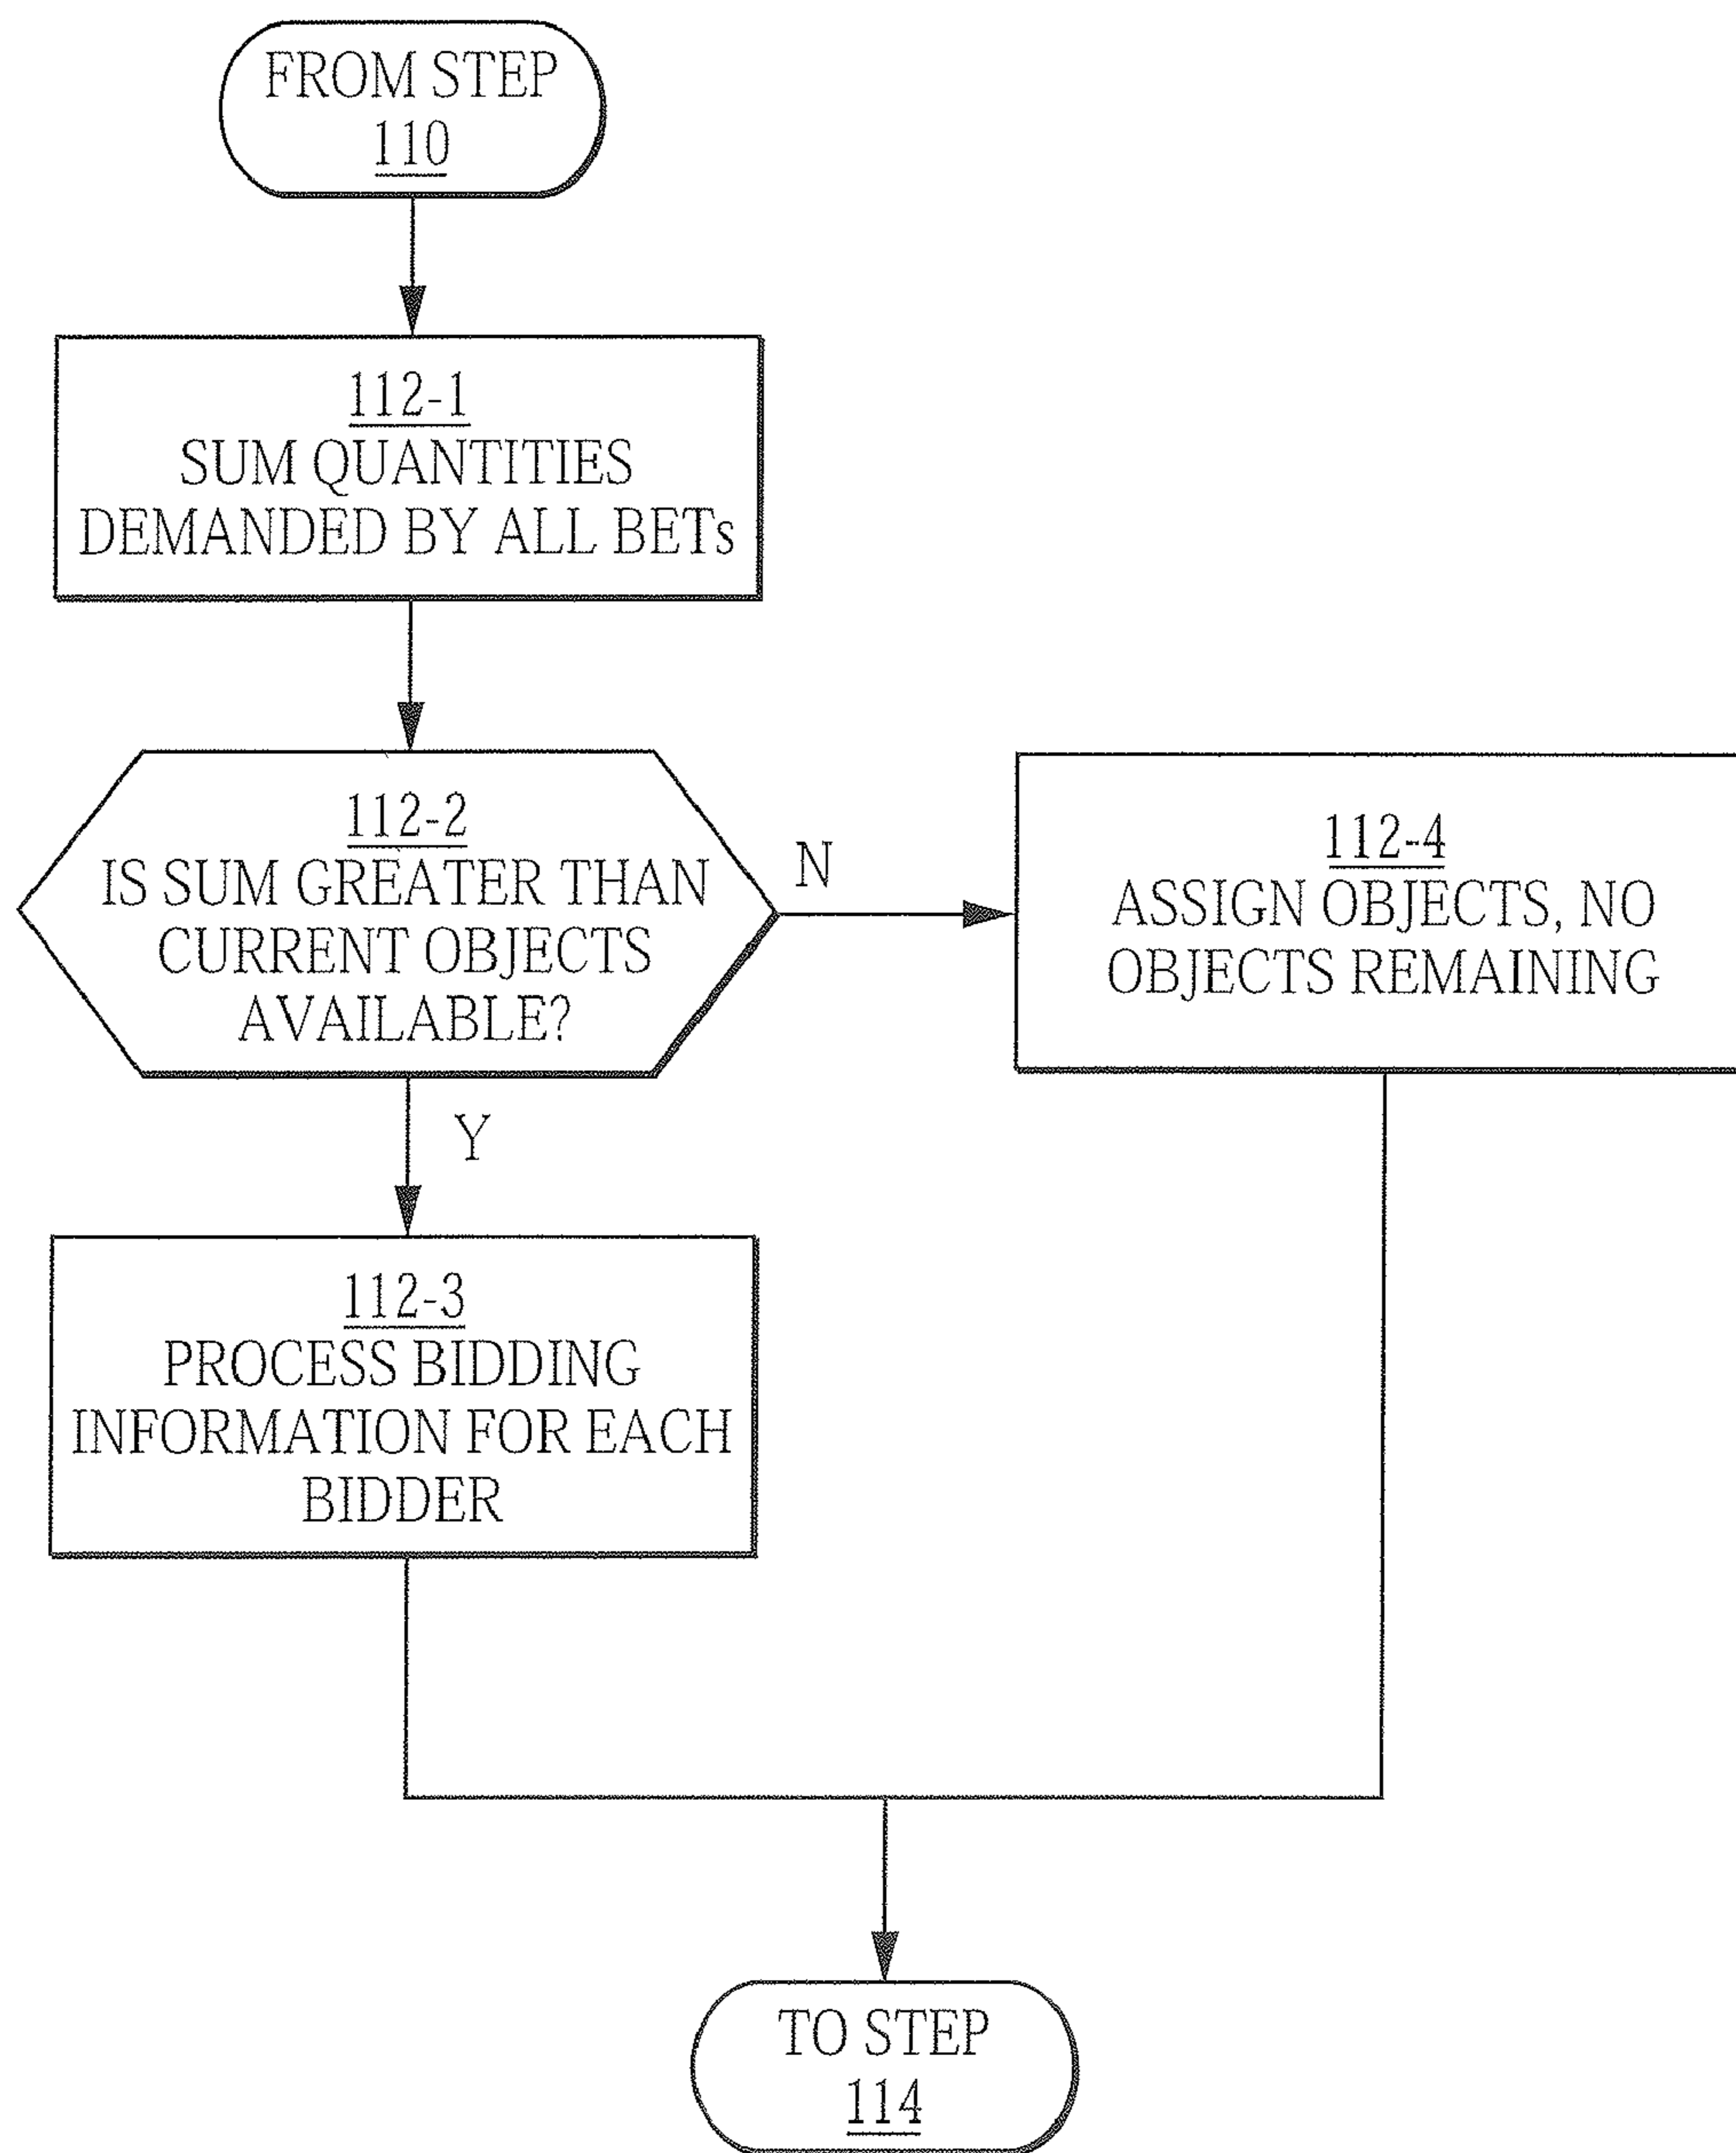 FROM STEP
110
112-1
SUM QUANTITIES
DEMANDED BY ALL BETs
112-2
IS SUM GREATER THAN
CURRENT OBJECTS
AVAILABLE?
N
112-4
ASSIGN OBJECTS, NO
OBJECTS REMAINING
Y
112-3
PROCESS BIDDING
INFORMATION FOR EACH
BIDDER
TO STEP
114